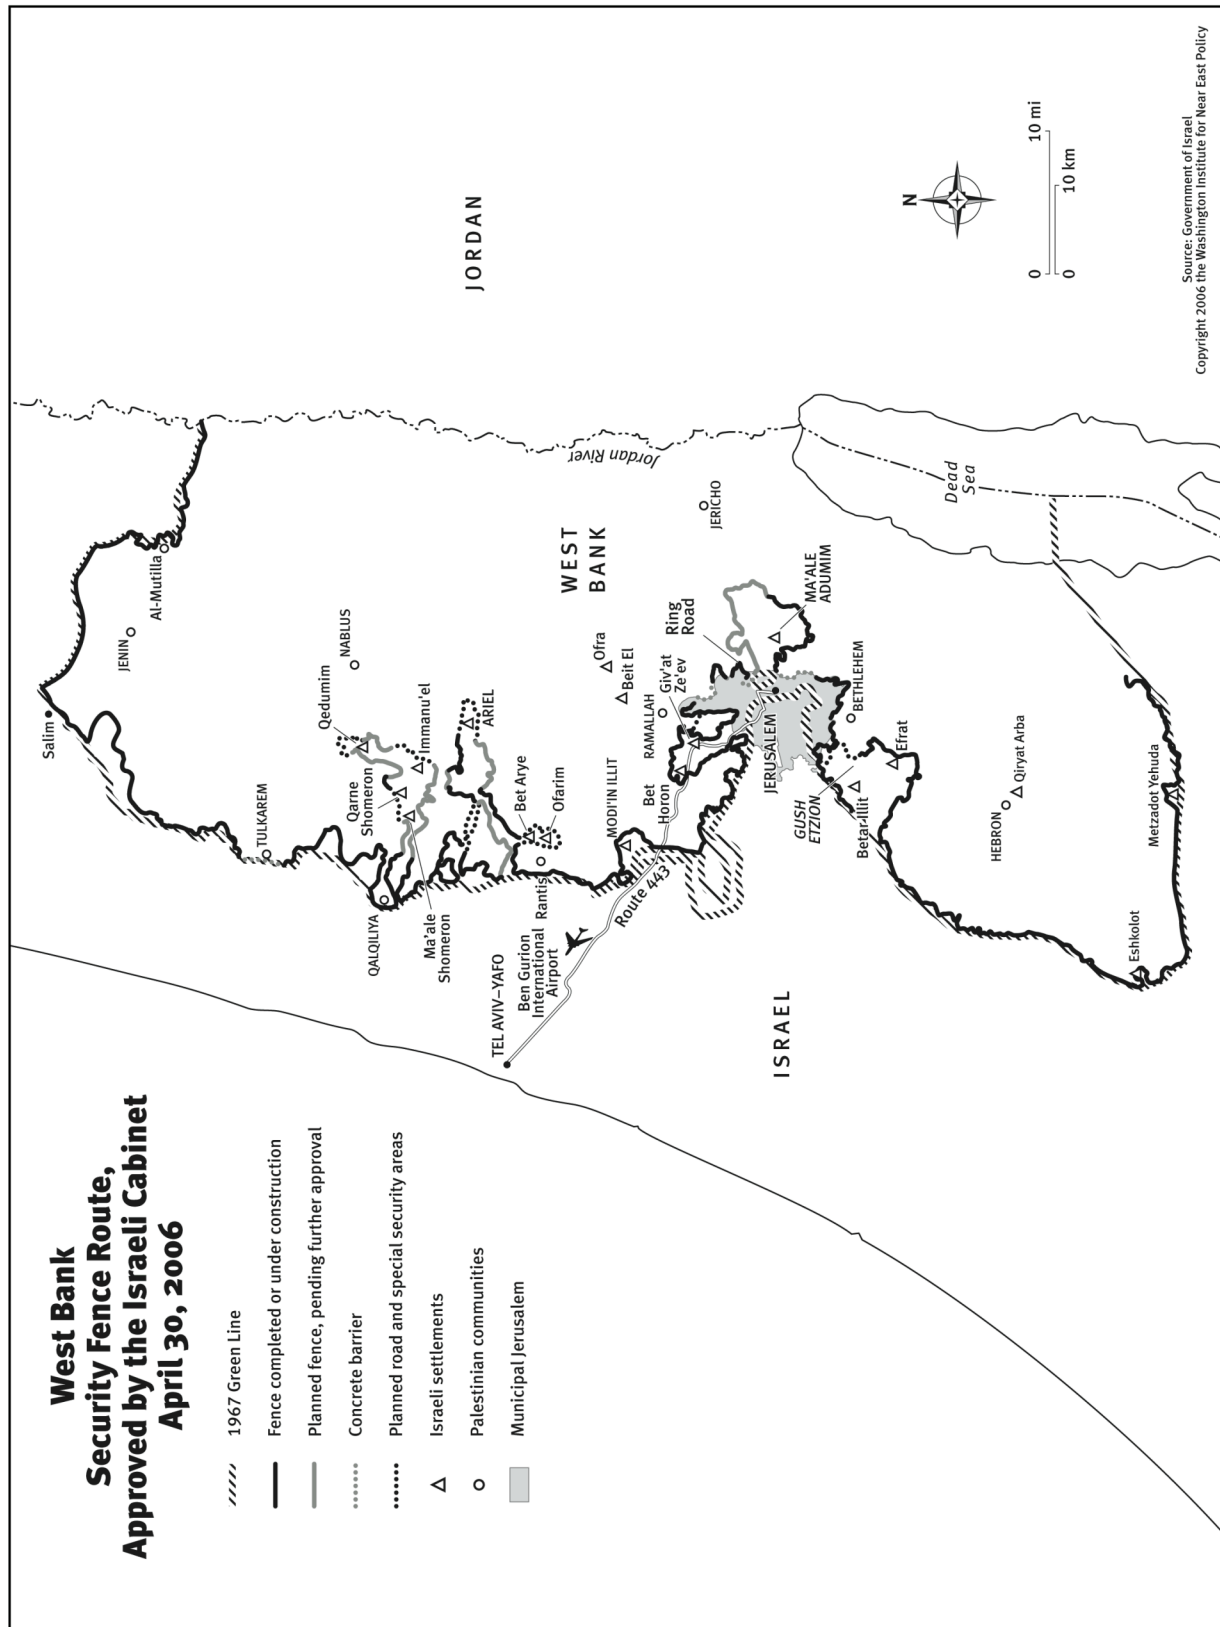 West Bank
Security Fence Route,
Approved by the Israeli Cabinet
April 30, 2006
1967 Green Line
Fence completed or under construction
Planned fence, pending further approval
Concrete barrier
Planned road and special security areas
Israeli settlements
Palestinian communities
Municipal Jerusalem
Salim
JENIN
Al-Mutilla
TULKAREM
NABLUS
Qedumim
Qarne
Shomeron
Immanu'el
ARIEL
QALQILIYA
Ma'ale
Shomeron
Bet Arye
Ofarim
Rantis
TEL AVIV–YAFO
Ben Gurion
International
Airport
MODI'IN ILLIT
Route 443
Bet
Horon
RAMALLAH
Giv'at
Ze'ev
Ofra
Beit El
WEST
BANK
Ring
Road
JERICHO
MA'ALE
ADUMIM
JERUSALEM
BETHLEHEM
GUSH
ETZION
Betar Illit
Efrat
HEBRON
Qiryat Arba
Metzadot Yehuda
Eshkolot
ISRAEL
JORDAN
Jordan River
Dead
Sea
N
0
10 mi
0
10 km
Source: Government of Israel
Copyright 2006 the Washington Institute for Near East Policy